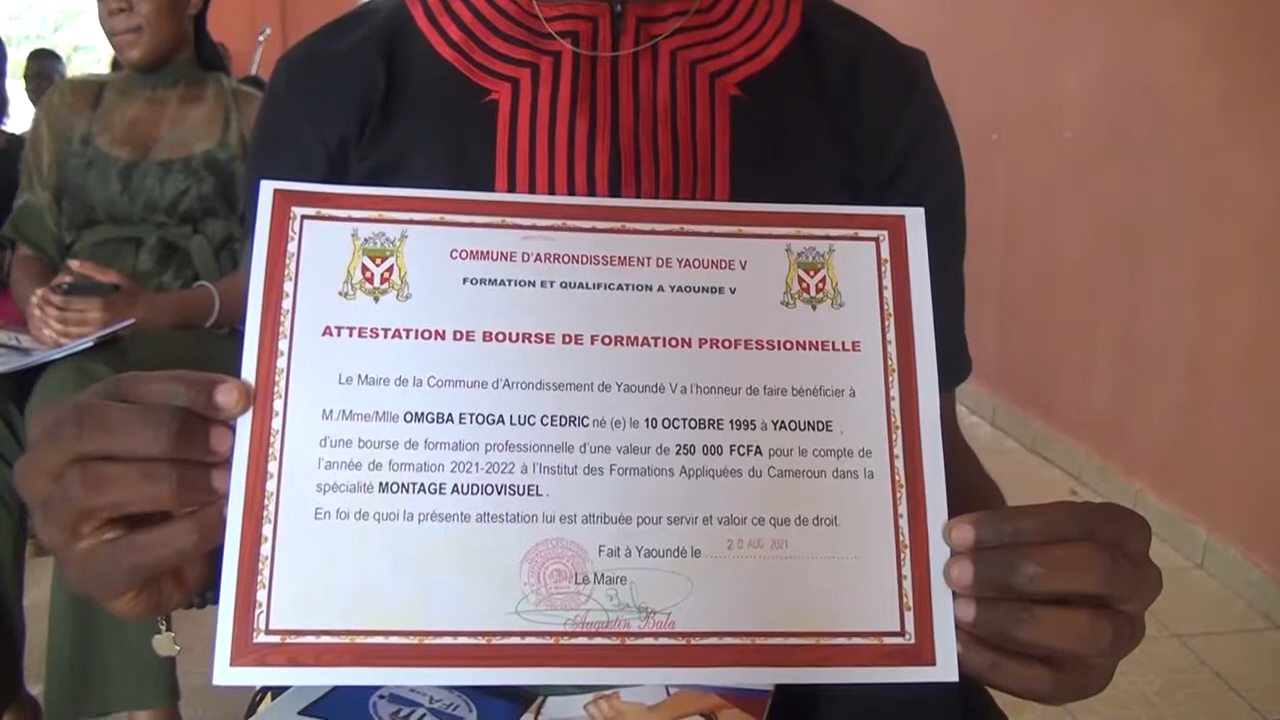 COMMUNE D'ARRONDISSEMENT DE YAOUNDE V
FORMATION ET QUALIFICATION A YAOUNDE V
ATTESTATION DE BOURSE DE FORMATION PROFESSIONNELLE
Le Maire de la Commune d'Arrondissement de Yaoundé V a l'honneur de faire bénéficier à
M./Mme/Mlle OMGBA ETOGA LUC CEDRIC né (e) le 10 OCTOBRE 1995 à YAOUNDE ,
d'une bourse de formation professionnelle d'une valeur de 250 000 FCFA pour le compte de
l'année de formation 2021-2022 à l'Institut des Formations Appliquées du Cameroun dans la
spécialité MONTAGE AUDIOVISUEL .
En foi de quoi la présente attestation lui est attribuée pour servir et valoir ce que de droit.
Fait à Yaoundé le 20 AUG 2021
Le Maire
Augustin Bala